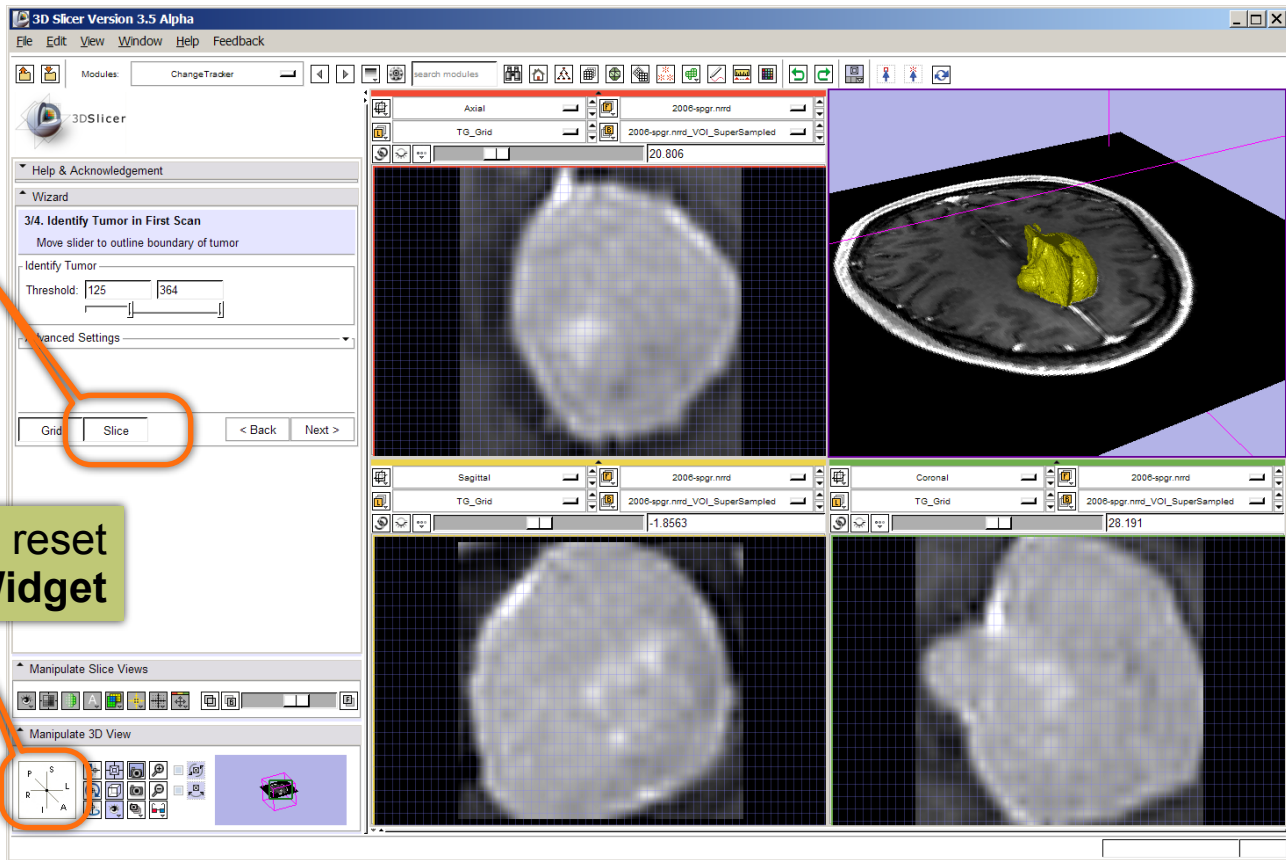 3D Slicer Version 3.5 Alpha
File Edit View Window Help Feedback
Modules: ChangeTracker search modules
3DSlicer
Help & Acknowledgement
Wizard
3/4. Identify Tumor in First Scan
Move slider to outline boundary of tumor
Identify Tumor
Threshold: 125 364
Advanced Settings
Grid Slice < Back Next >
reset
Widget
Manipulate Slice Views
Manipulate 3D View
P S
R L
I A
Axial 2006-spgr.nrrd
TG_Grid 2006-spgr.nrrd_VOI_SuperSampled
20.806
Sagittal 2006-spgr.nrrd
TG_Grid 2006-spgr.nrrd_VOI_SuperSampled
-1.8563
Coronal 2006-spgr.nrrd
TG_Grid 2006-spgr.nrrd_VOI_SuperSampled
28.191